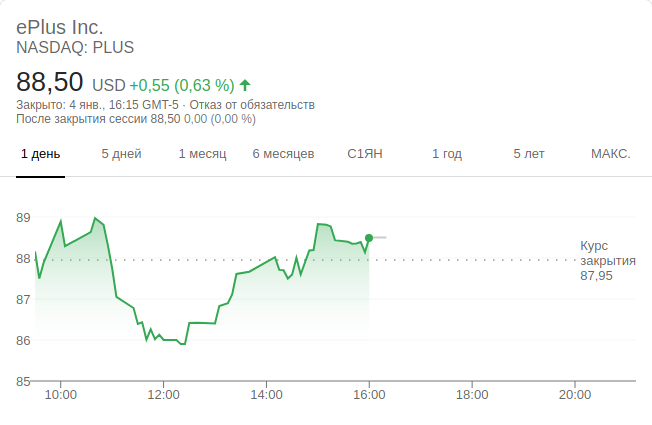 ePlus Inc.
NASDAQ: PLUS
88,50 USD +0,55 (0,63 %)
Закрыто: 4 янв., 16:15 GMT-5 · Отказ от обязательств
После закрытия сессии 88,50 0,00 (0,00 %)
1 день 5 дней 1 месяц 6 месяцев С1ЯН 1 год 5 лет МАКС.
89
88
87
86
85
Курс
закрытия
87,95
10:00 12:00 14:00 16:00 18:00 20:00